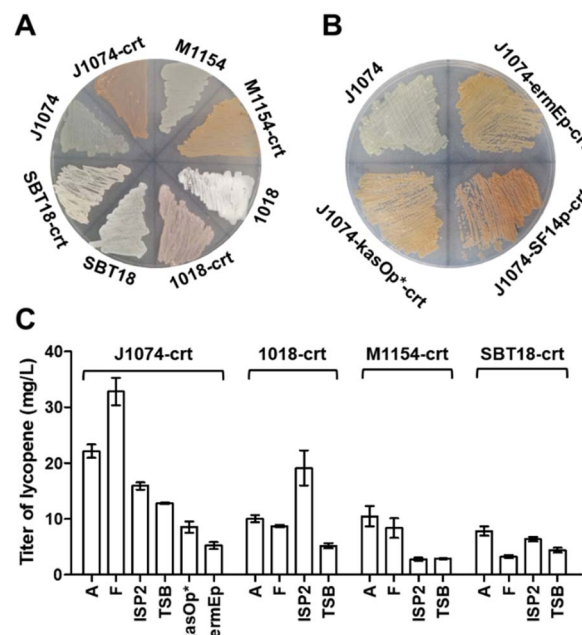 A
J1074-crt
M1154
J1074
M1154-crt
SBT18-crt
1018
SBT18
1018-crt
B
J1074
J1074-ermEp-crt
J1074-kasOp*-crt
J1074-SF14p-crt
C
J1074-crt 1018-crt M1154-crt SBT18-crt
Titer of lycopene (mg/L)
40
30
20
10
0
A F ISP2 TSB kasOp* ermEp A F ISP2 TSB A F ISP2 TSB A F ISP2 TSB